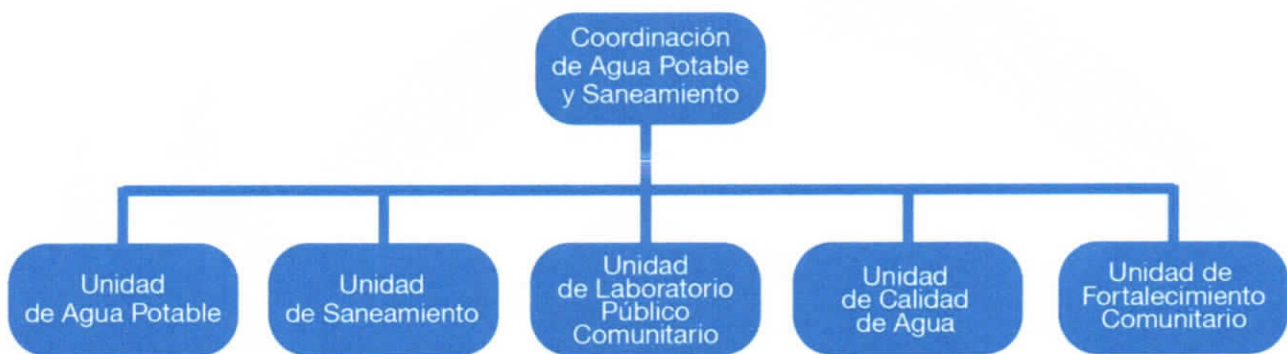 Coordinación
de Agua Potable
y Saneamiento
Unidad
de Agua Potable
Unidad
de Saneamiento
Unidad
de Laboratorio
Público
Comunitario
Unidad
de Calidad
de Agua
Unidad de
Fortalecimiento
Comunitario